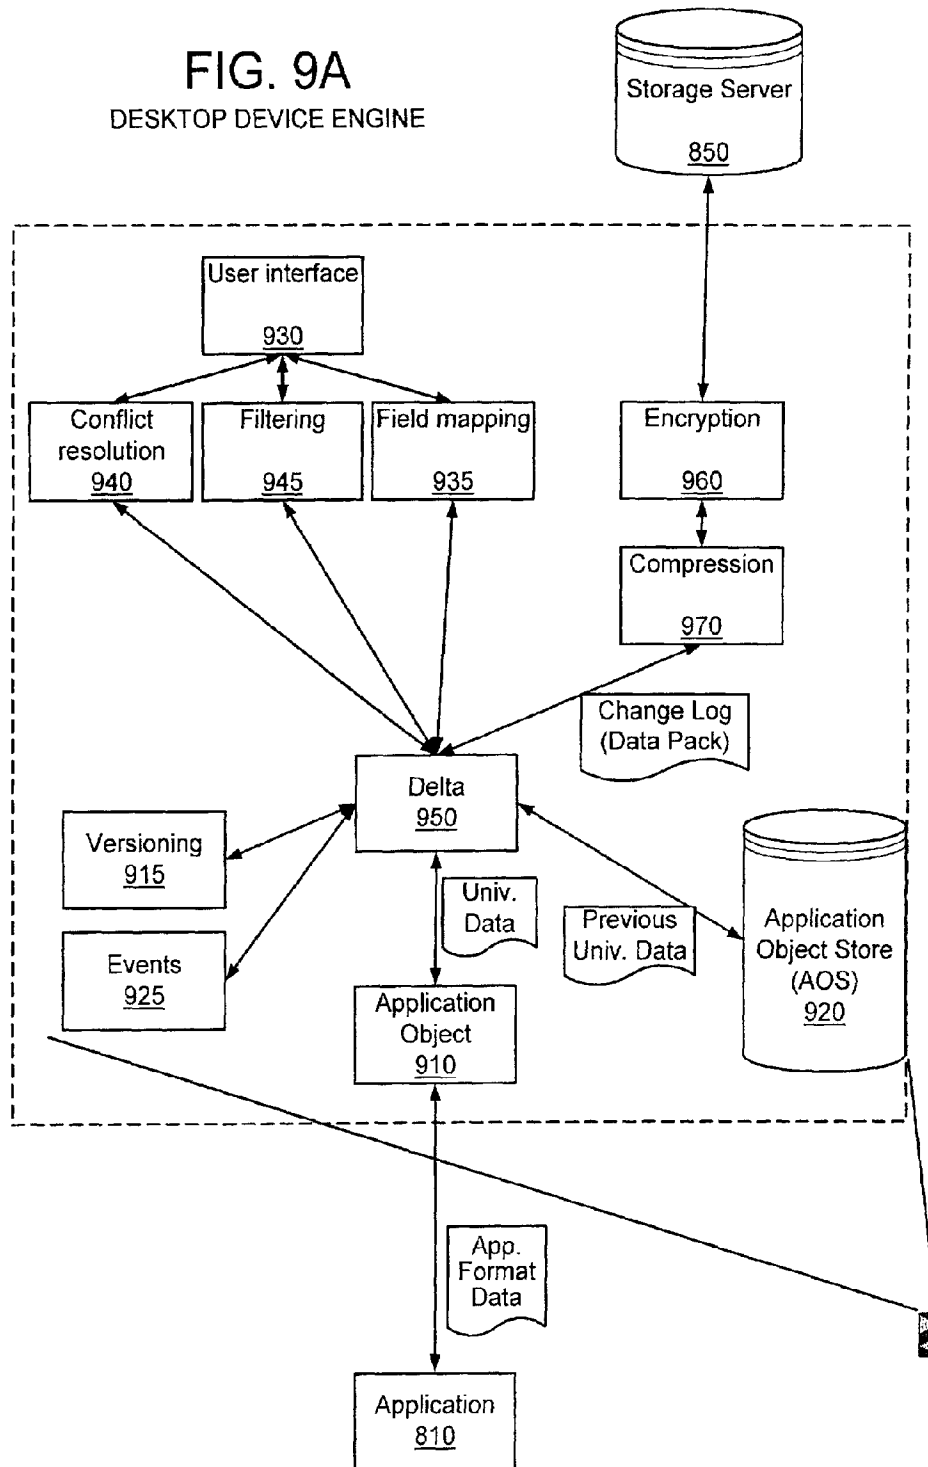 FIG. 9A
DESKTOP DEVICE ENGINE
Storage Server
850
User interface
930
Conflict
resolution
940
Filtering
945
Field mapping
935
Encryption
960
Compression
970
Change Log
(Data Pack)
Delta
950
Versioning
915
Events
925
Univ.
Data
Previous
Univ. Data
Application
Object Store
(AOS)
920
Application
Object
910
App.
Format
Data
Application
810